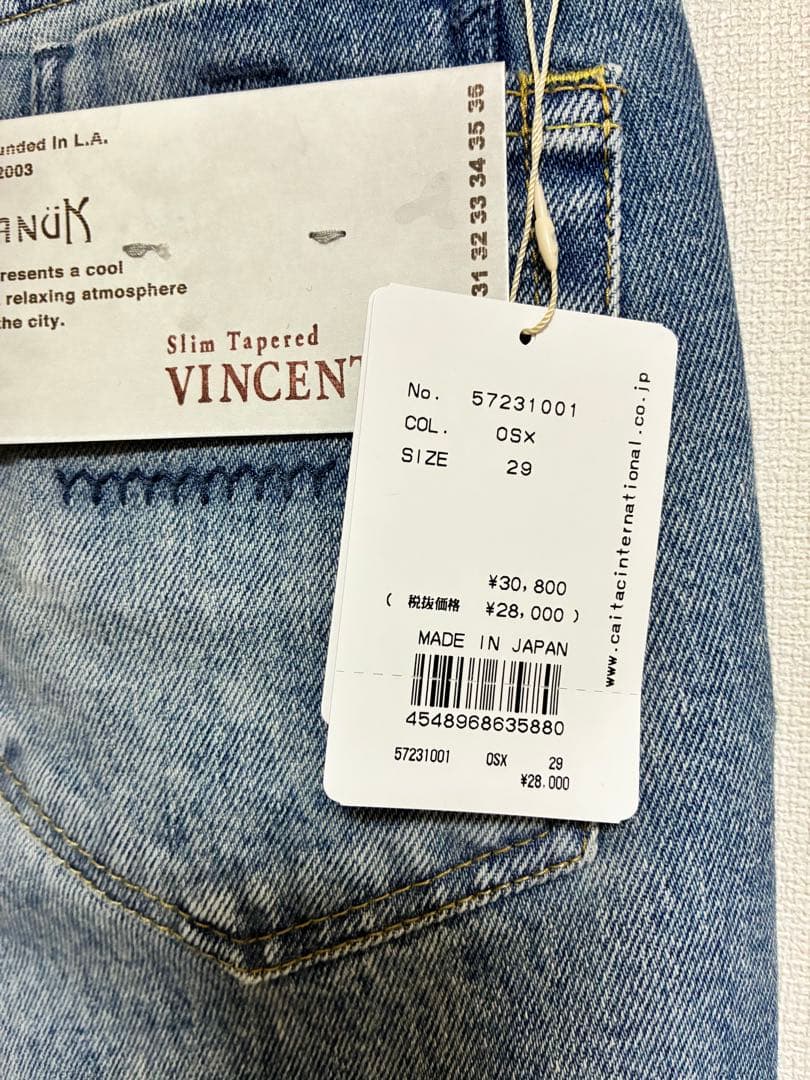 unded In L.A.
2003
ANÜK
resents a cool
relaxing atmosphere
the city.
Slim Tapered
VINCENT
31 32 33 34 35 36
No. 57231001
COL. OSX
SIZE 29
¥30,800
( 税抜価格 ¥28,000 )
MADE IN JAPAN
4548968635880
57231001 OSX 29
¥28,000
www.caitacinternational.co.jp